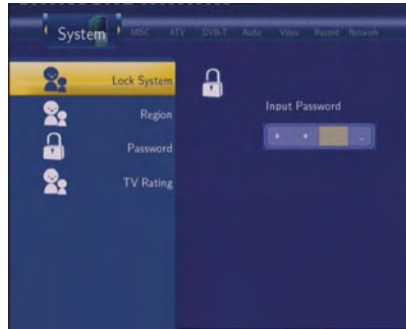 System MISC ATV DVB-T Audio Video Record Network
Lock System
Region
Input Password
Password
TV Rating